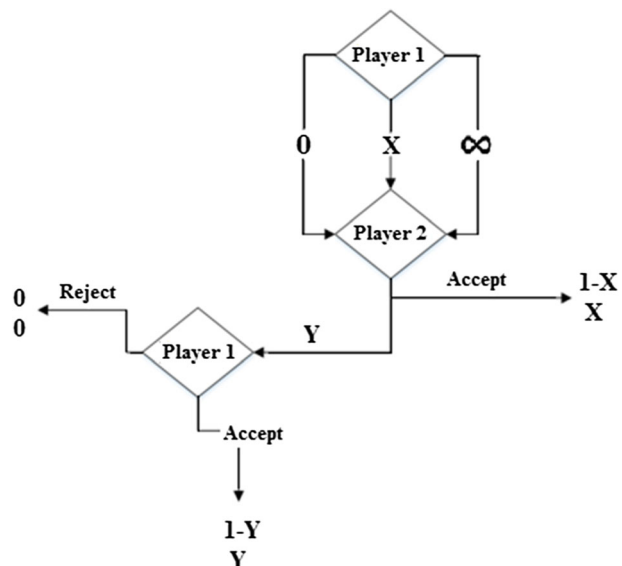 Player 1
0 X ∞
Player 2
Accept
1-X
X
0
0
Reject
Y
Player 1
Accept
1-Y
Y